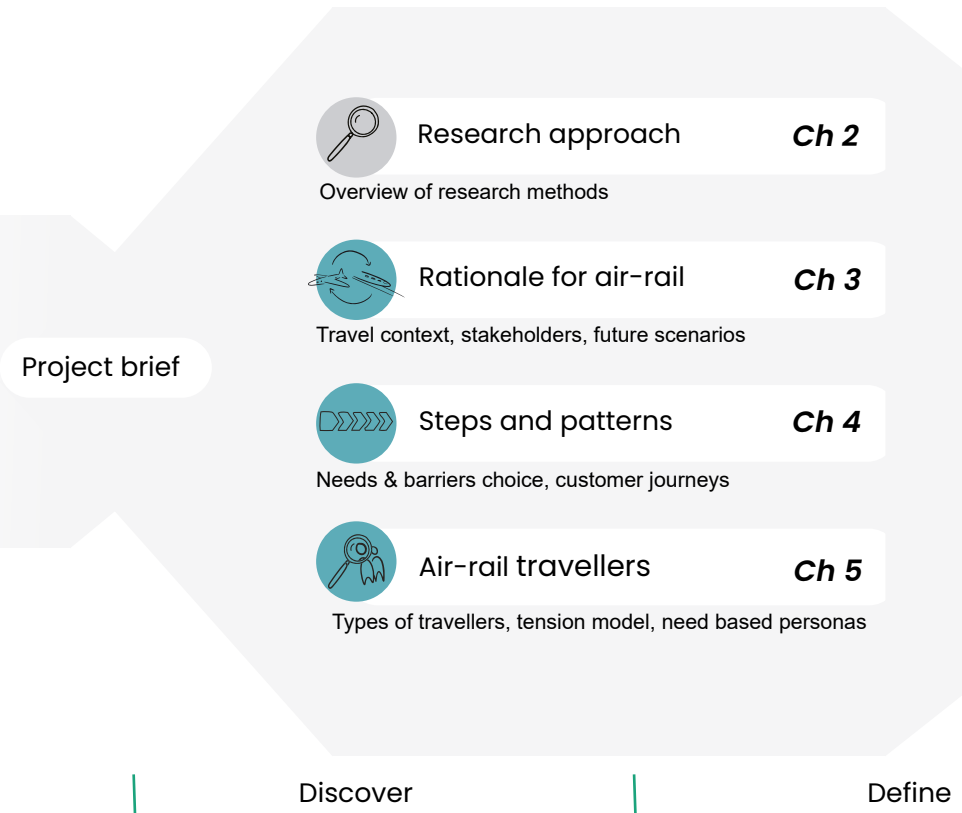 Research approach Ch 2
Overview of research methods
Rationale for air-rail Ch 3
Travel context, stakeholders, future scenarios
Project brief
Steps and patterns Ch 4
Needs & barriers choice, customer journeys
Air-rail travellers Ch 5
Types of travellers, tension model, need based personas
Discover Define